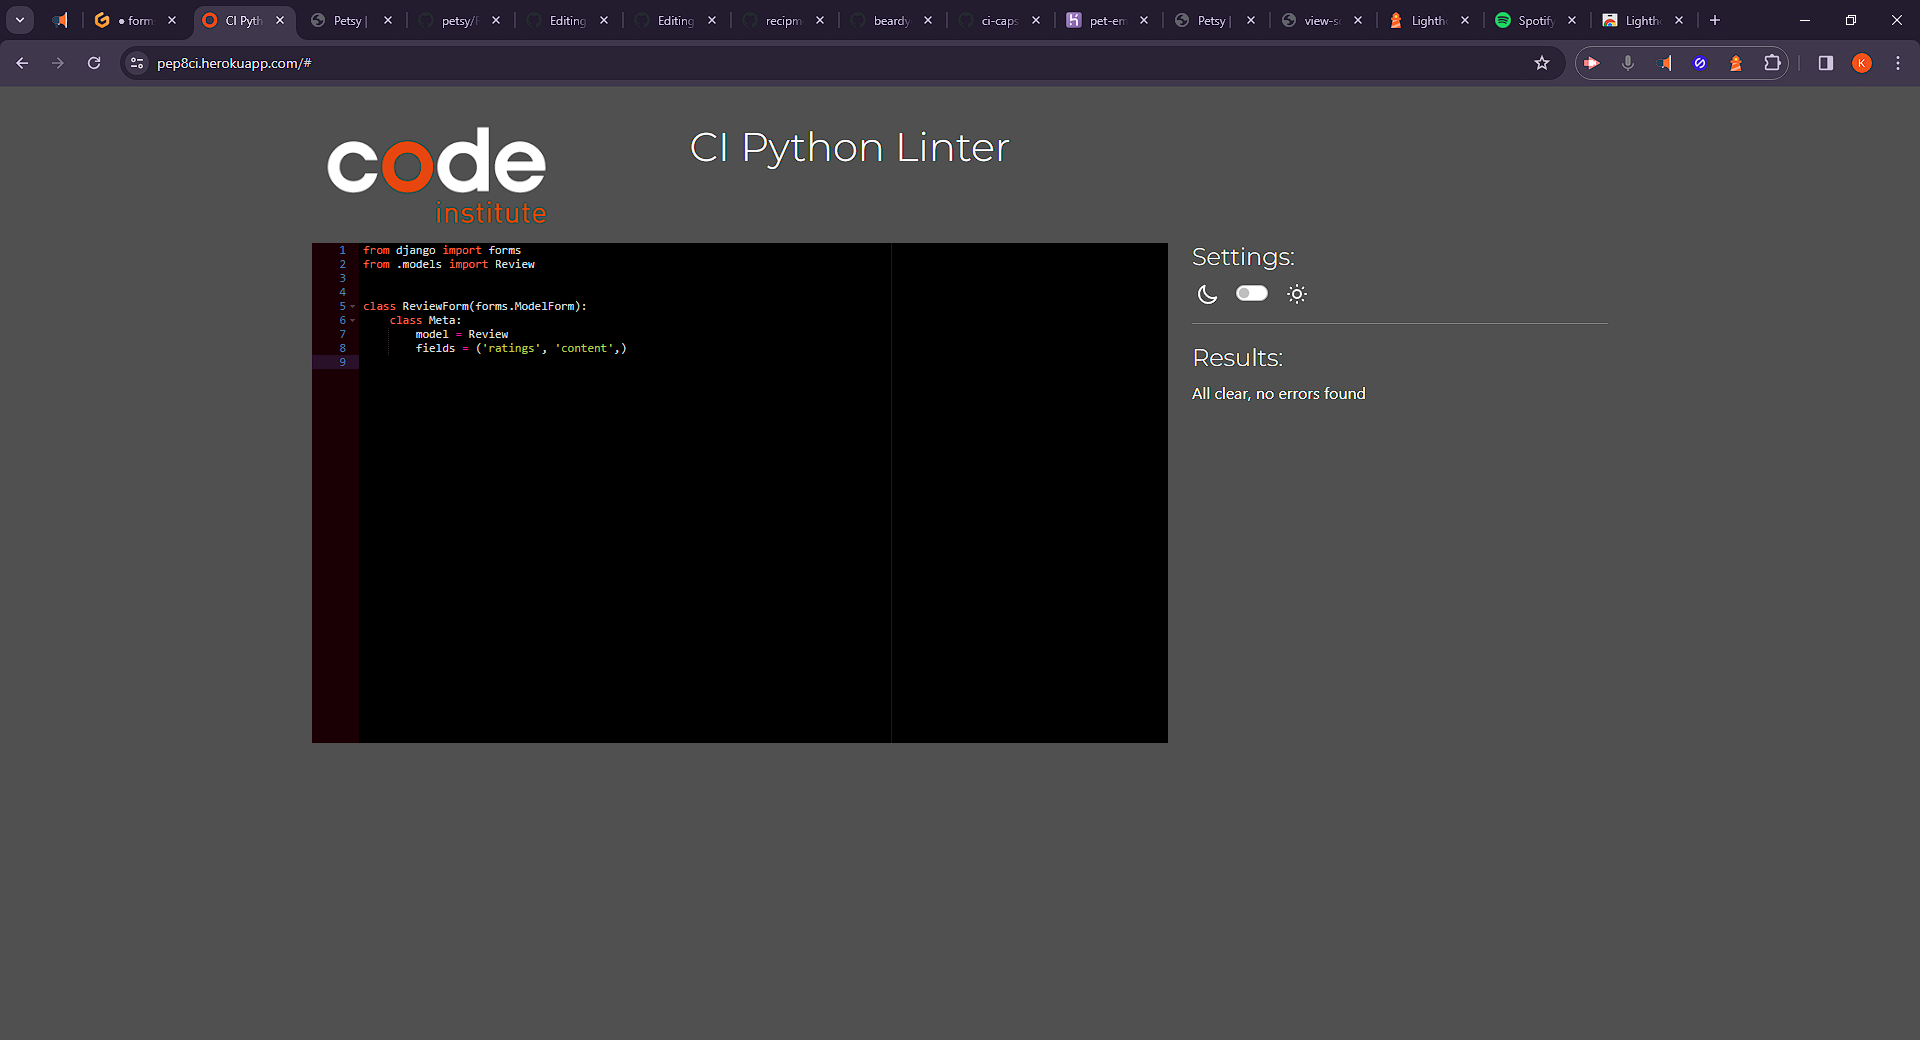 form
CI Pyth
Petsy |
petsy/
Editing
Editing
recipm
beardy
ci-caps
pet-em
Petsy |
view-s
Lighth
Spotify
Lighth
pep8ci.herokuapp.com/#
K
code
institute
CI Python Linter
1 from django import forms
2 from .models import Review
3
4
5 class ReviewForm(forms.ModelForm):
6 class Meta:
7 model = Review
8 fields = ('ratings', 'content',)
9
Settings:
Results:
All clear, no errors found